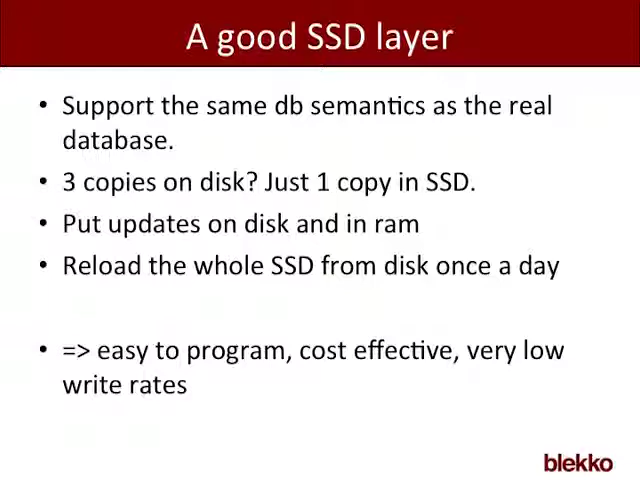 A good SSD layer
• Support the same db semantics as the real
database.
• 3 copies on disk? Just 1 copy in SSD.
• Put updates on disk and in ram
• Reload the whole SSD from disk once a day
• => easy to program, cost effective, very low
write rates
blekko